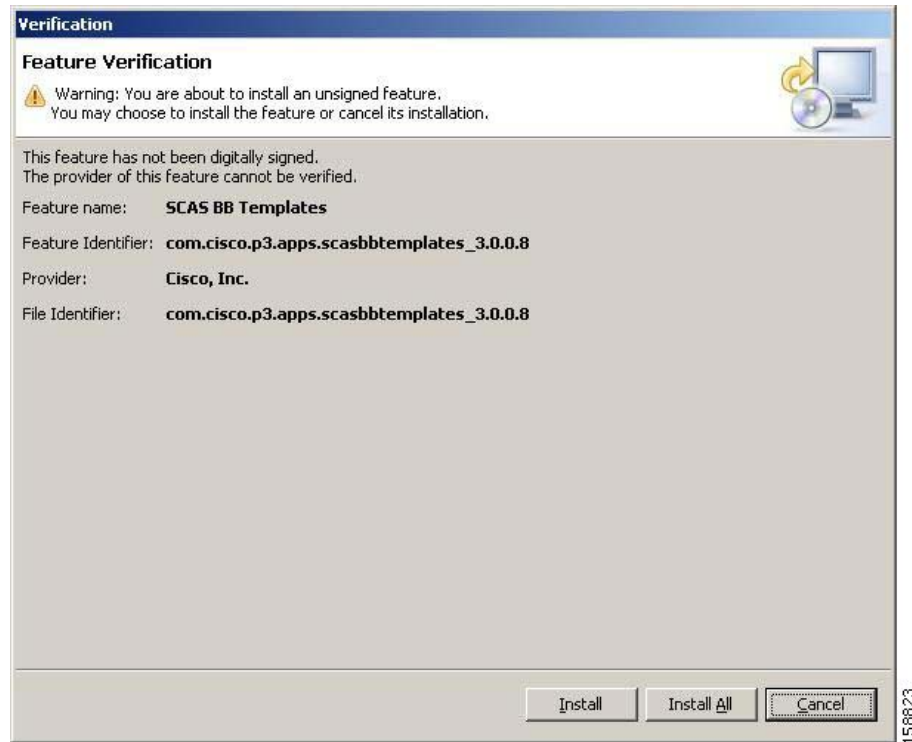 Verification
Feature Verification
Warning: You are about to install an unsigned feature.
You may choose to install the feature or cancel its installation.
This feature has not been digitally signed.
The provider of this feature cannot be verified.
Feature name: SCAS BB Templates
Feature Identifier: com.cisco.p3.apps.scasbbtemplates_3.0.0.8
Provider: Cisco, Inc.
File Identifier: com.cisco.p3.apps.scasbbtemplates_3.0.0.8
Install Install All Cancel
158823